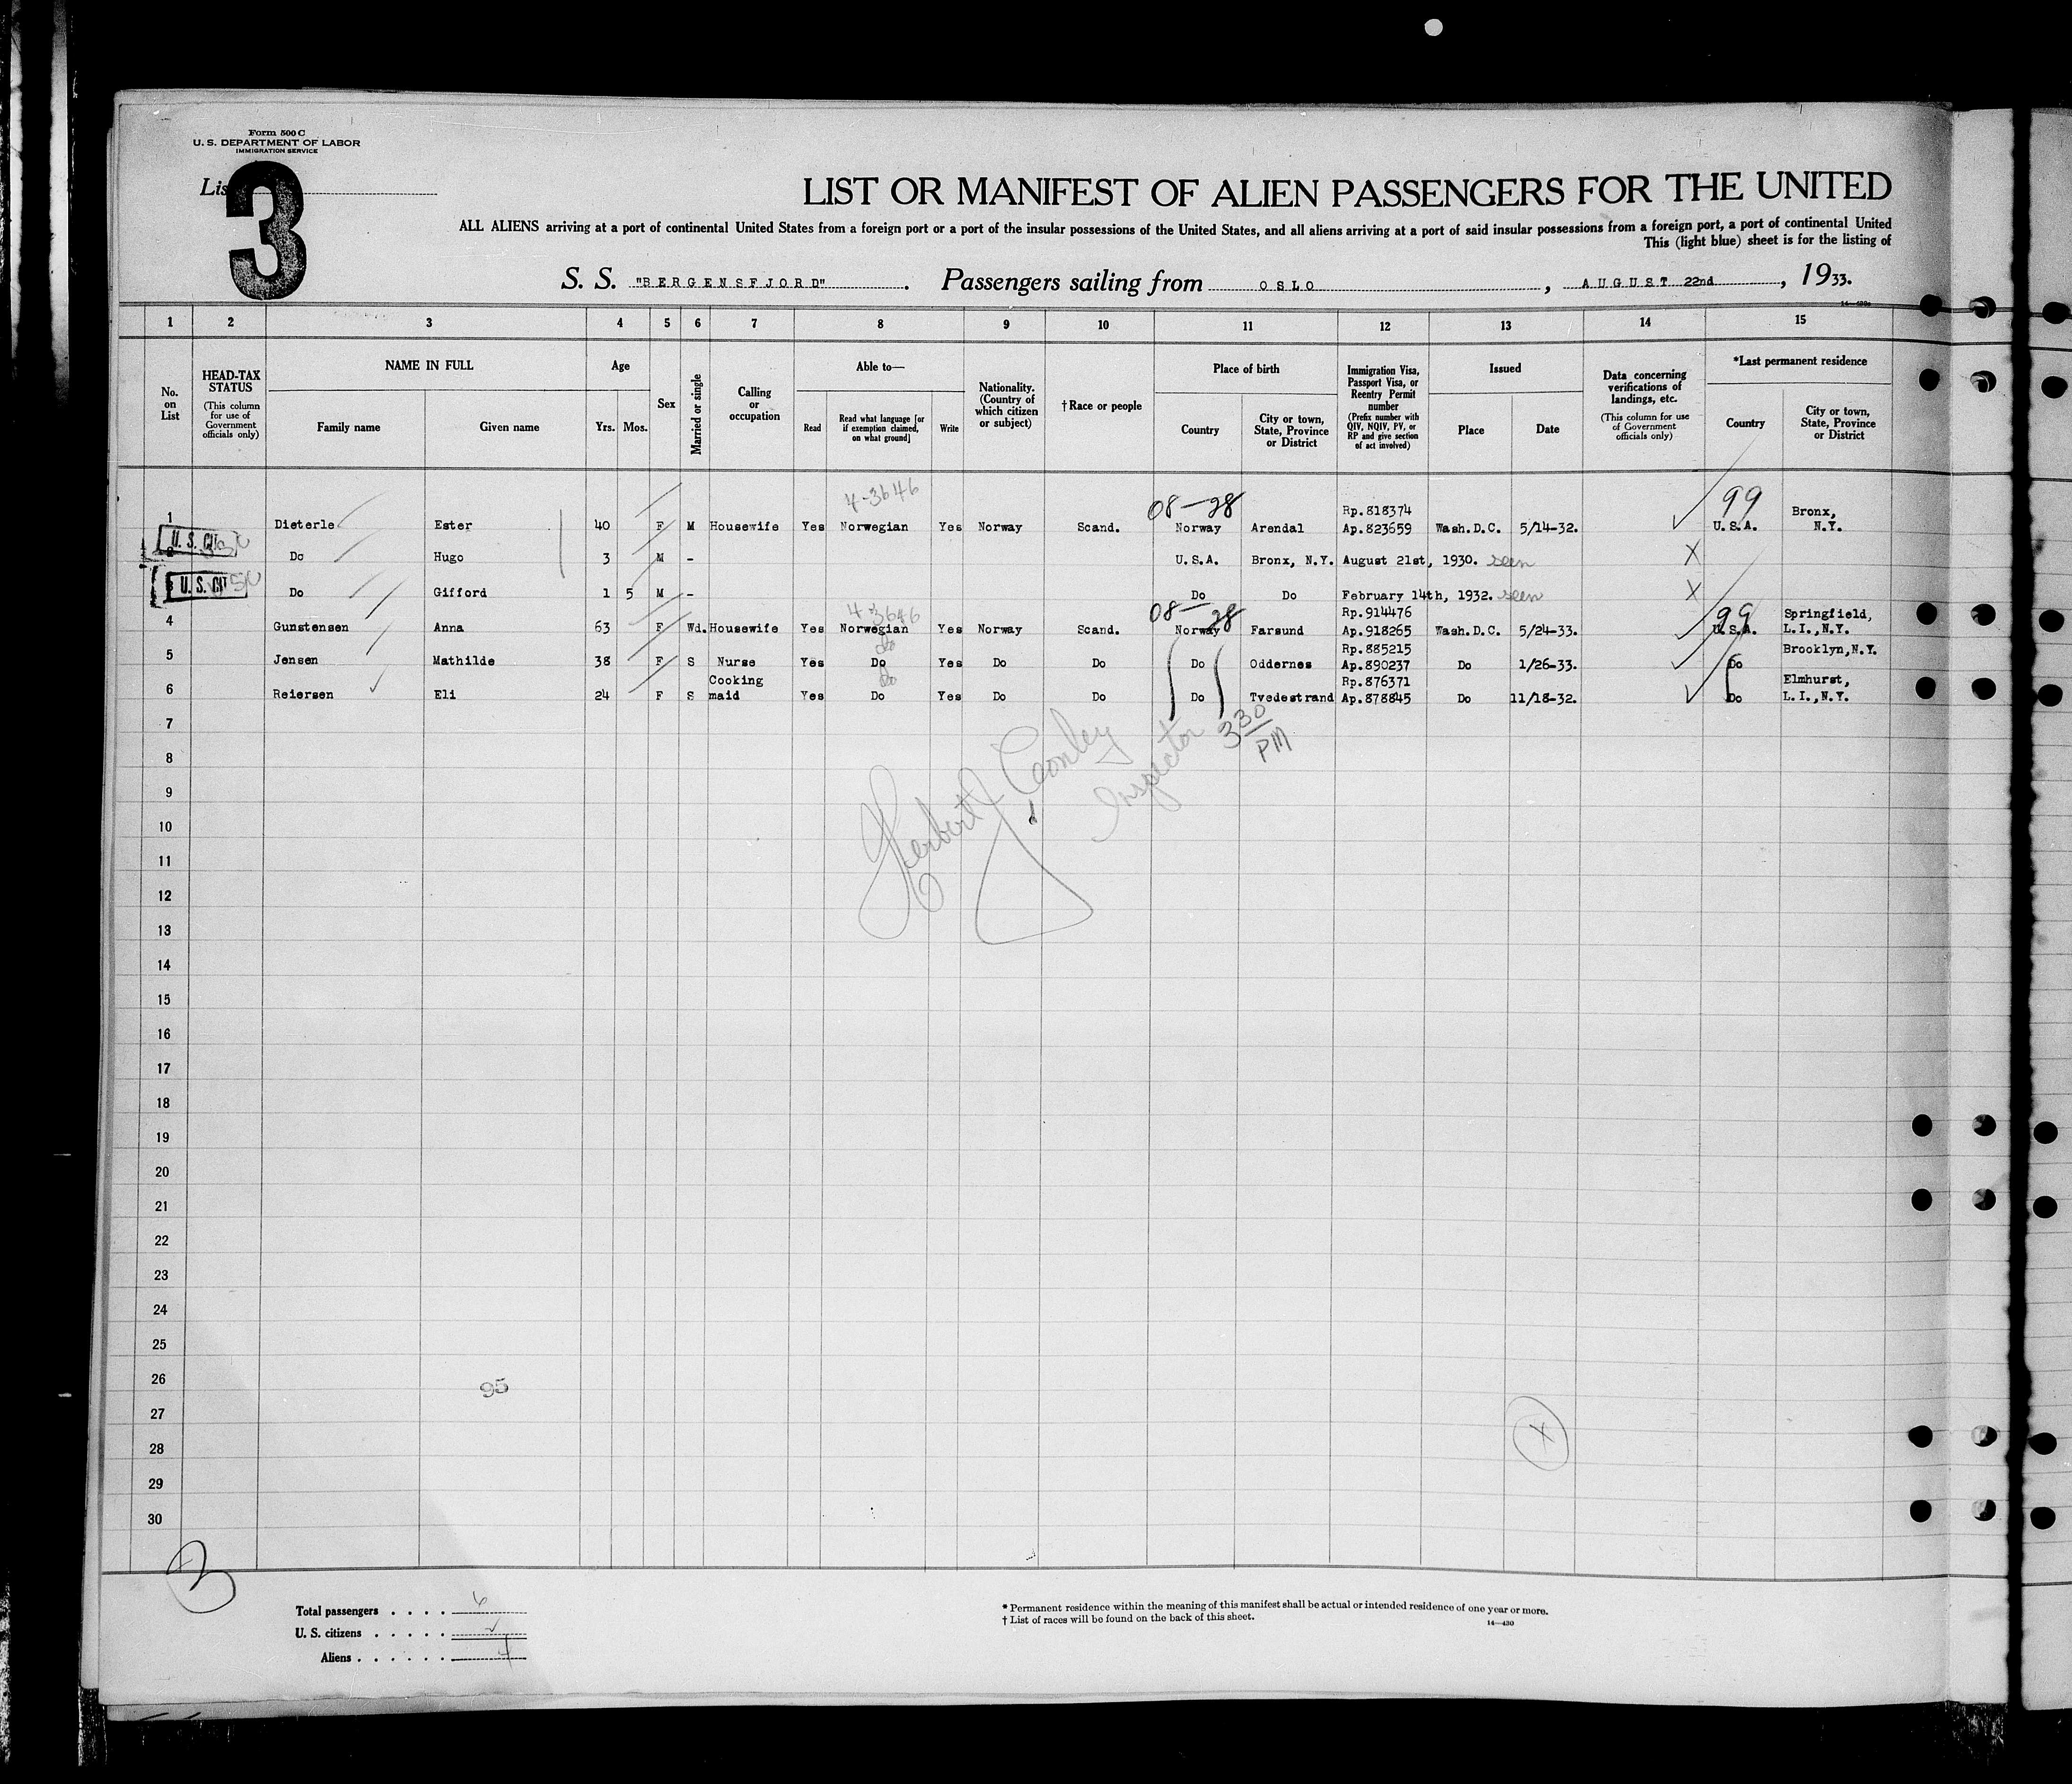 Form 500 C
U. S. DEPARTMENT OF LABOR
IMMIGRATION SERVICE
List 3
LIST OR MANIFEST OF ALIEN PASSENGERS FOR THE UNITED
ALL ALIENS arriving at a port of continental United States from a foreign port or a port of the insular possessions of the United States, and all aliens arriving at a port of said insular possessions from a foreign port, a port of continental United
This (light blue) sheet is for the listing of
S. S. "BERGENSFJORD". Passengers sailing from OSLO, AUGUST 22nd, 1933.
14—430
1 2 3 4 5 6 7 8 9 10 11 12 13 14 15
No. on List
HEAD-TAX STATUS (This column for use of Government officials only)
NAME IN FULL
Family name Given name
Age
Yrs. Mos.
Sex
Married or single
Calling or occupation
Able to—
Read
Read what language [or if exemption claimed, on what ground]
Write
Nationality. (Country of which citizen or subject)
† Race or people
Place of birth
Country
City or town, State, Province or District
Immigration Visa, Passport Visa, or Reentry Permit number (Prefix number with QIV, NQIV, PV, or RP and give section of act involved)
Issued
Place Date
Data concerning verifications of landings, etc. (This column for use of Government officials only)
*Last permanent residence
Country
City or town, State, Province or District
4-3646 08-28 Rp.818374 99 Bronx,
1 Dieterle Ester 40 F M Housewife Yes Norwegian Yes Norway Scand. Norway Arendal Ap.823659 Wash.D.C. 5/14-32. U.S.A. N.Y.
U. S. CIT
Do Hugo 3 M - U.S.A. Bronx, N.Y. August 21st, 1930. seen X
U. S. CIT
Do Gifford 1 5 M - Do Do February 14th, 1932. seen X
4-3646 08-28 Rp.914476 99 Springfield,
4 Gunstensen Anna 63 F Wd. Housewife Yes Norwegian Yes Norway Scand. Norway Farsund Ap.918265 Wash.D.C. 5/24-33. U.S.A. L.I.,N.Y.
do Rp.885215 Brooklyn,N.Y.
5 Jensen Mathilde 38 F S Nurse Yes Do Yes Do Do Do Oddernes Ap.890237 Do 1/26-33. Do
Cooking do Rp.876371 Elmhurst,
6 Reiersen Eli 24 F S maid Yes Do Yes Do Do Do Tvedestrand Ap.878845 Do 11/18-32. Do L.I.,N.Y.
7
330 PM
8
Herbert J Conley Inspector
9
10
11
12
13
14
15
16
17
18
19
20
21
22
23
24
25
26
95
27
X
28
29
30
3
Total passengers . . . . 6
U. S. citizens . . . . .
Aliens . . . . . . 4
* Permanent residence within the meaning of this manifest shall be actual or intended residence of one year or more.
† List of races will be found on the back of this sheet.
14—430